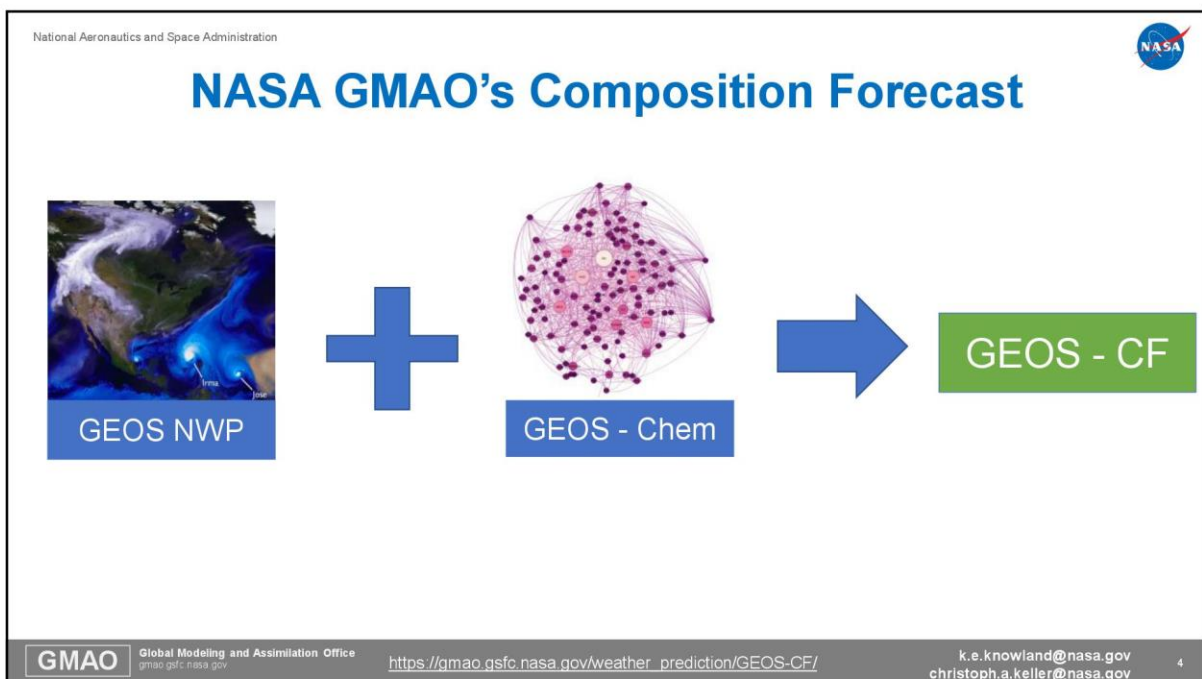 National Aeronautics and Space Administration
NASA
NASA GMAO's Composition Forecast
Irma
Jose
GEOS NWP
GEOS - Chem
GEOS - CF
GMAO
Global Modeling and Assimilation Office
gmao.gsfc.nasa.gov
https://gmao.gsfc.nasa.gov/weather_prediction/GEOS-CF/
k.e.knowland@nasa.gov
christoph.a.keller@nasa.gov
4